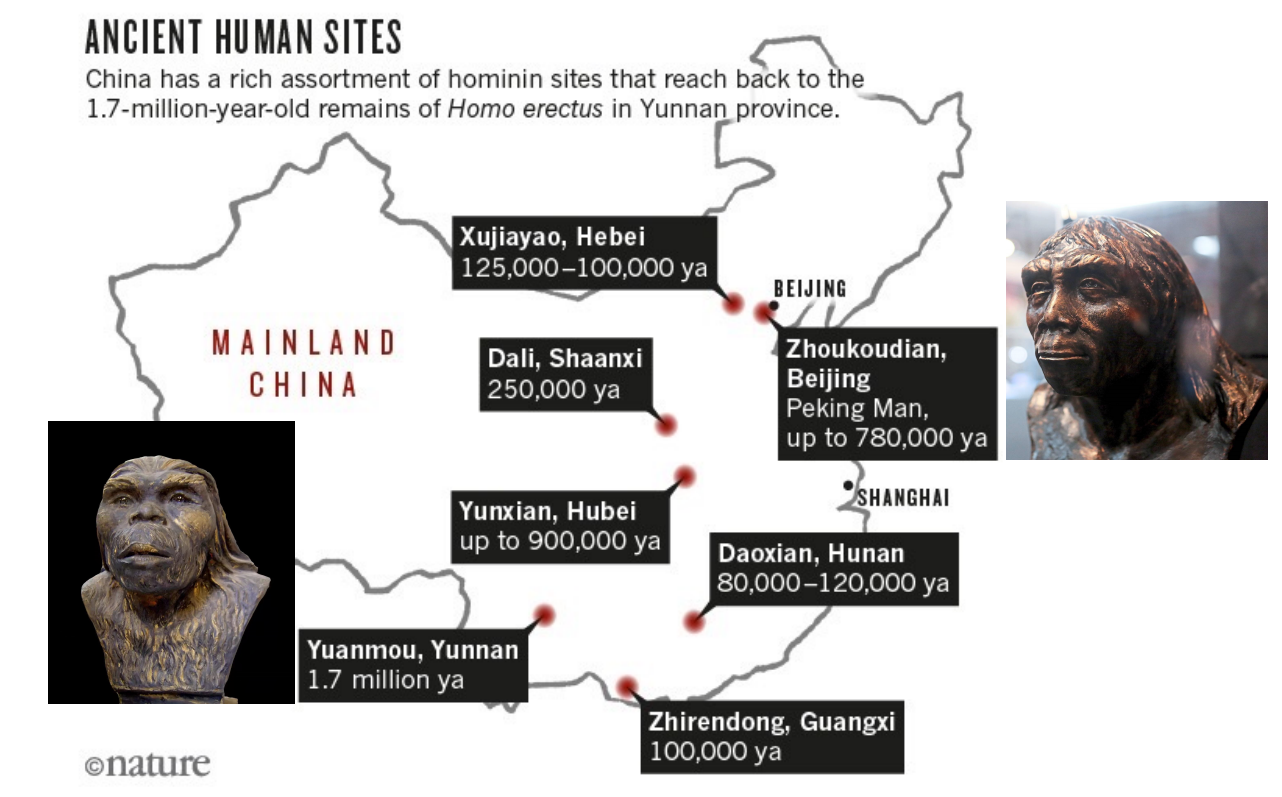 ANCIENT HUMAN SITES
China has a rich assortment of hominin sites that reach back to the
1.7-million-year-old remains of Homo erectus in Yunnan province.
Xujiayao, Hebei
125,000–100,000 ya
BEIJING
MAINLAND
CHINA
Dali, Shaanxi
250,000 ya
Zhoukoudian,
Beijing
Peking Man,
up to 780,000 ya
SHANGHAI
Yunxian, Hubei
up to 900,000 ya
Daoxian, Hunan
80,000–120,000 ya
Yuanmou, Yunnan
1.7 million ya
Zhirendong, Guangxi
100,000 ya
©nature